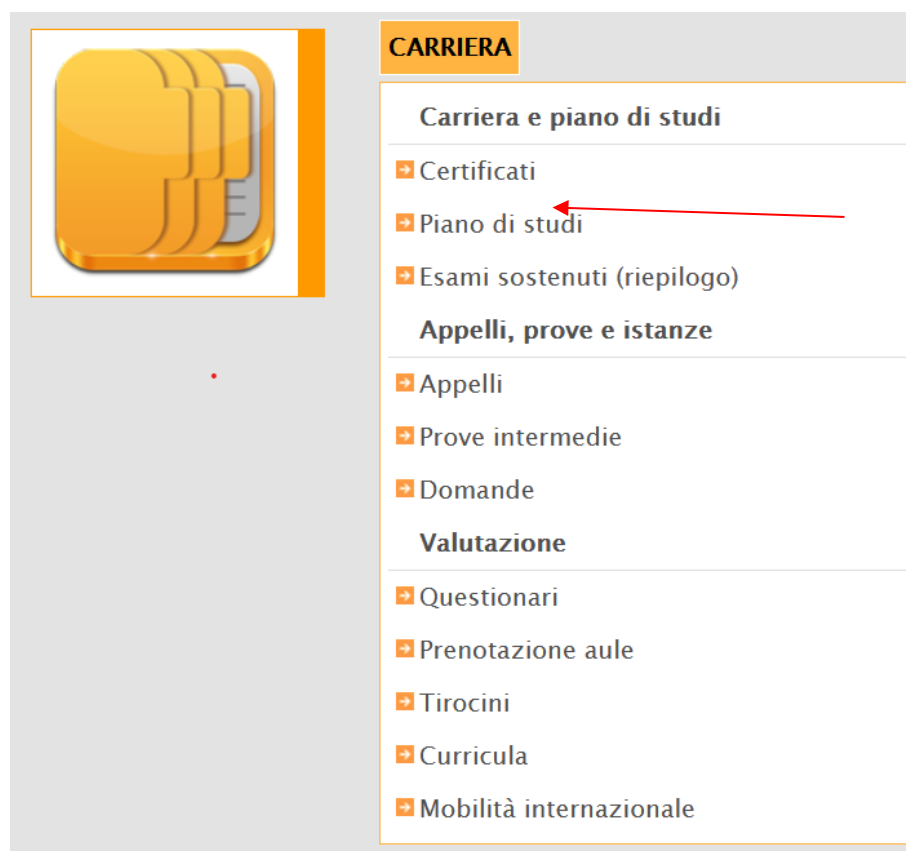 CARRIERA
Carriera e piano di studi
Certificati
Piano di studi
Esami sostenuti (riepilogo)
Appelli, prove e istanze
Appelli
Prove intermedie
Domande
Valutazione
Questionari
Prenotazione aule
Tirocini
Curricula
Mobilità internazionale